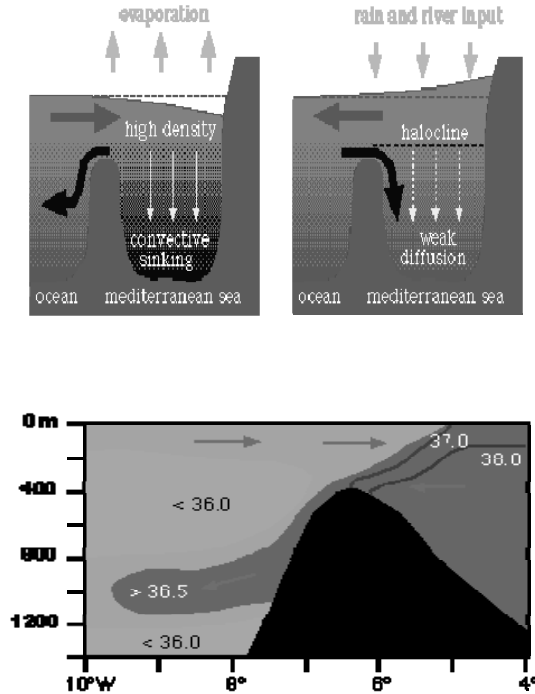 evaporation
high density
convective
sinking
ocean mediterranean sea
rain and river input
halocline
weak
diffusion
ocean mediterranean sea
0 m
400
800
1200
37.0
38.0
< 36.0
> 36.5
< 36.0
10°W 8° 6° 4°